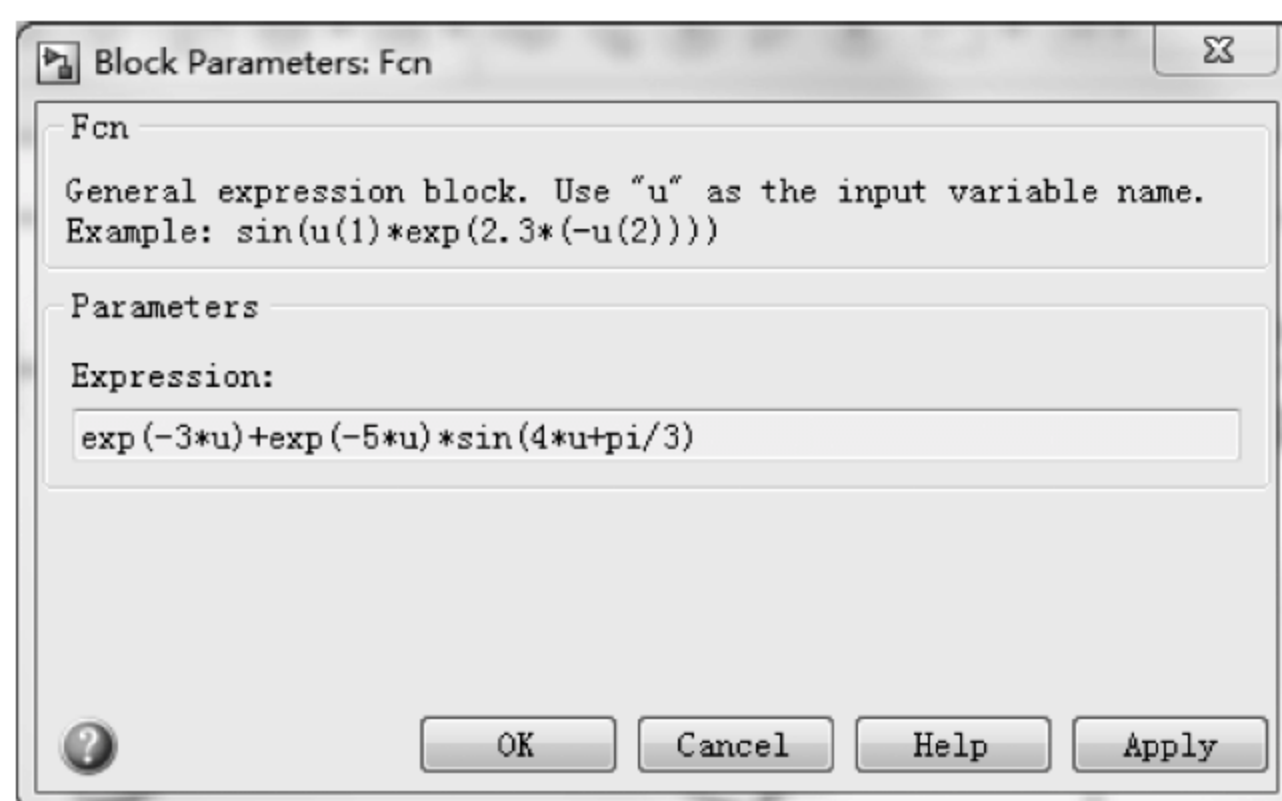 Block Parameters: Fcn
Fcn
General expression block. Use "u" as the input variable name.
Example: sin(u(1)*exp(2.3*(-u(2))))
Parameters
Expression:
exp(-3*u)+exp(-5*u)*sin(4*u+pi/3)
?
OK Cancel Help Apply